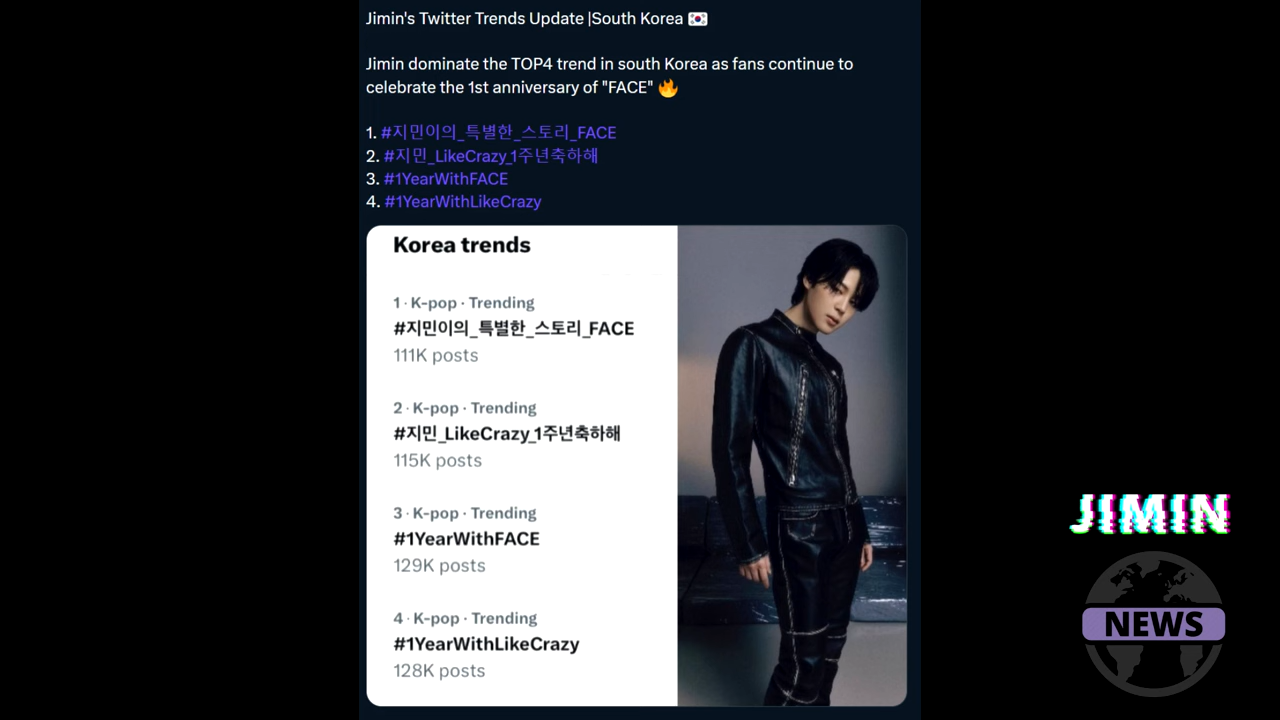 Jimin's Twitter Trends Update |South Korea 🇰🇷
Jimin dominate the TOP4 trend in south Korea as fans continue to
celebrate the 1st anniversary of "FACE" 🔥
1. #지민이의_특별한_스토리_FACE
2. #지민_LikeCrazy_1주년축하해
3. #1YearWithFACE
4. #1YearWithLikeCrazy
Korea trends
1 · K-pop · Trending
#지민이의_특별한_스토리_FACE
111K posts
2 · K-pop · Trending
#지민_LikeCrazy_1주년축하해
115K posts
3 · K-pop · Trending
#1YearWithFACE
129K posts
4 · K-pop · Trending
#1YearWithLikeCrazy
128K posts
JIMIN
NEWS